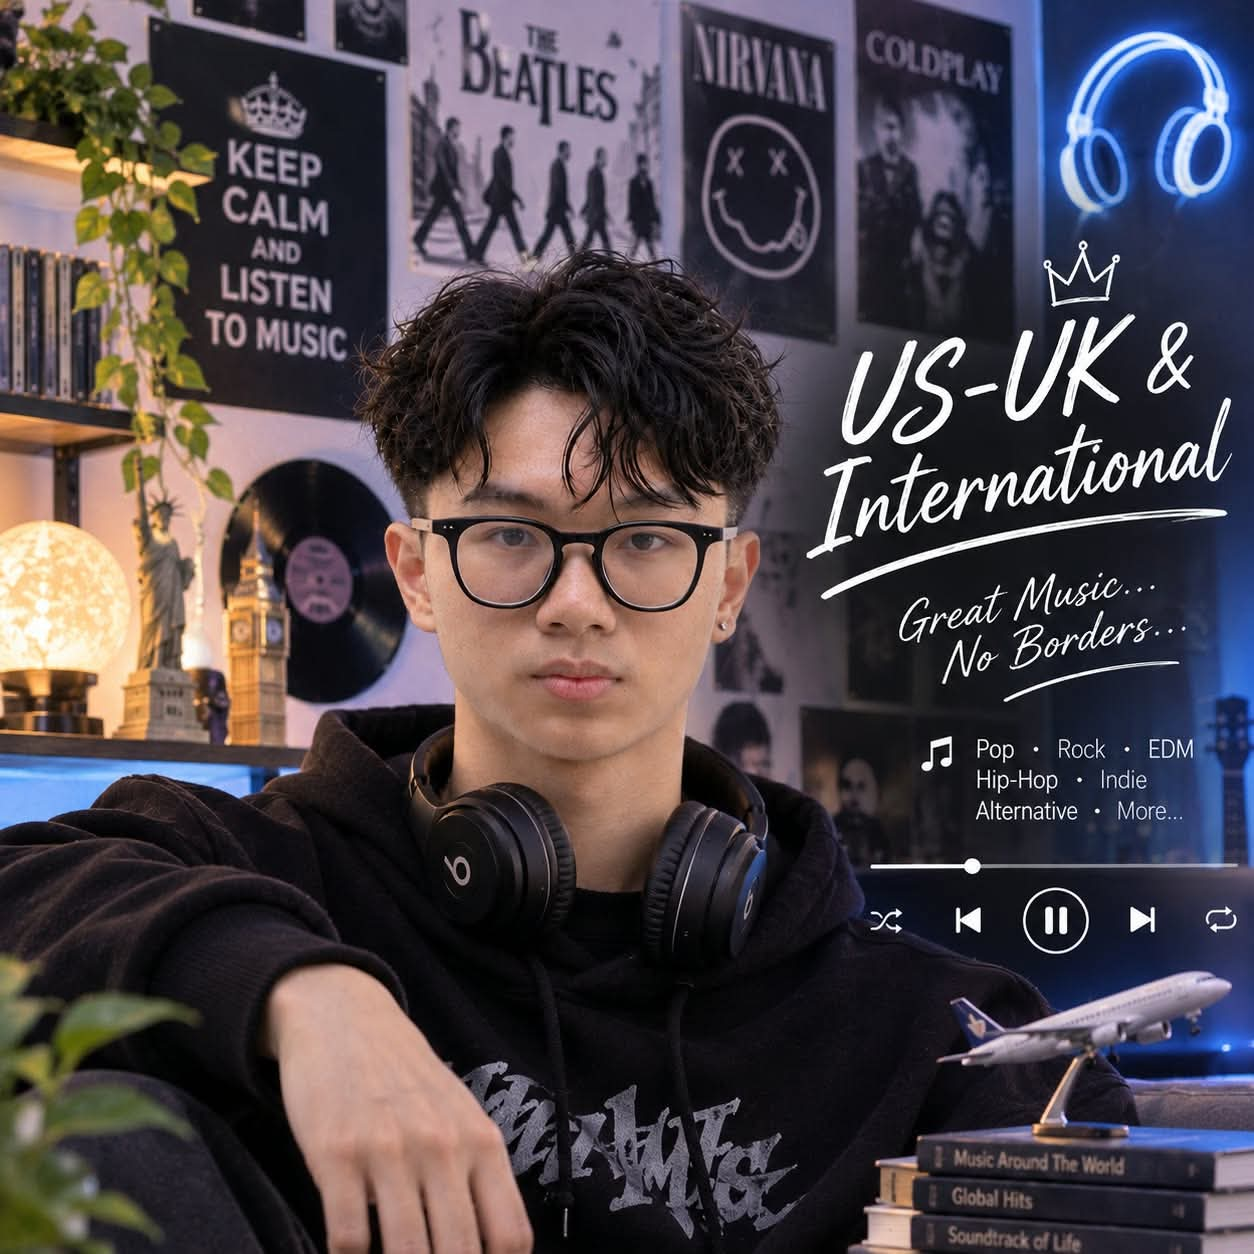 KEEP
CALM
AND
LISTEN
TO MUSIC
THE
BEATLES
NIRVANA
COLDPLAY
US-UK &
International
Great Music...
No Borders...
Pop • Rock • EDM
Hip-Hop • Indie
Alternative • More...
Music Around The World
Global Hits
Soundtrack of Life